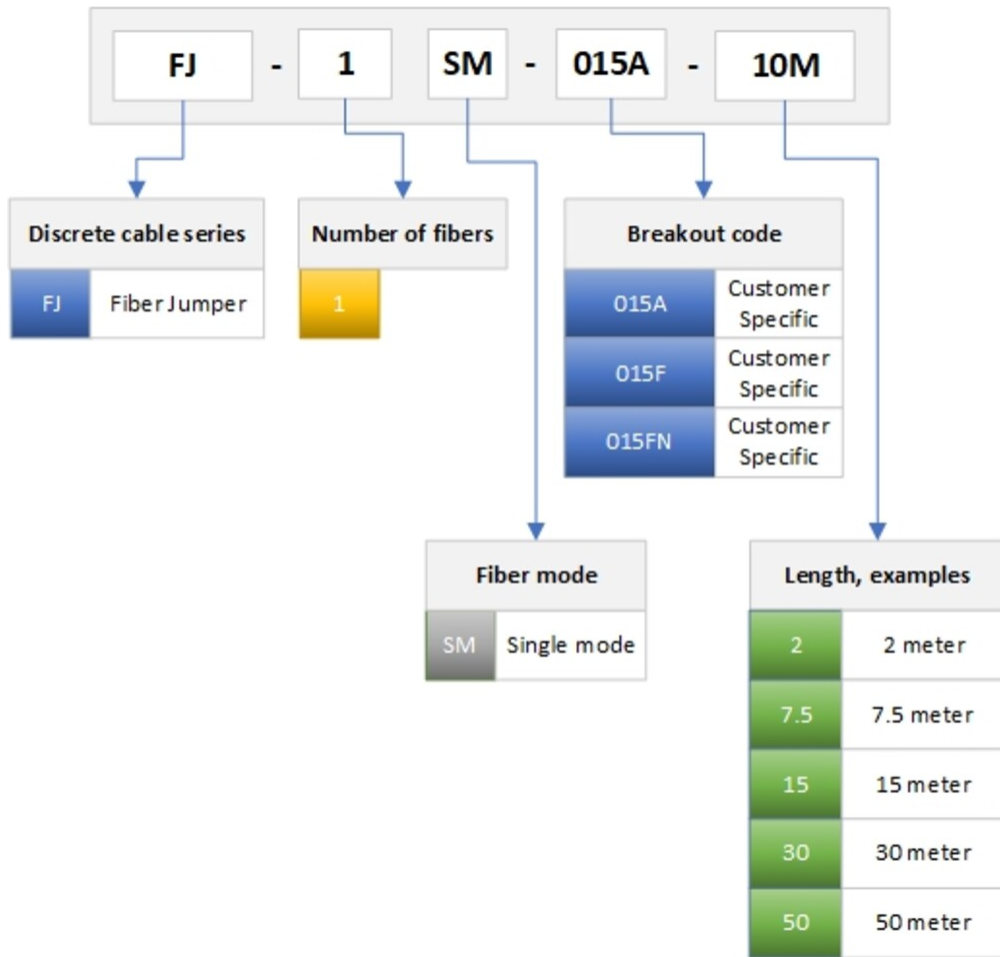 FJ - 1 SM - 015A - 10M
Discrete cable series
FJ Fiber Jumper
Number of fibers
1
Breakout code
015A Customer
Specific
015F Customer
Specific
015FN Customer
Specific
Fiber mode
SM Single mode
Length, examples
2 2 meter
7.5 7.5 meter
15 15 meter
30 30 meter
50 50 meter